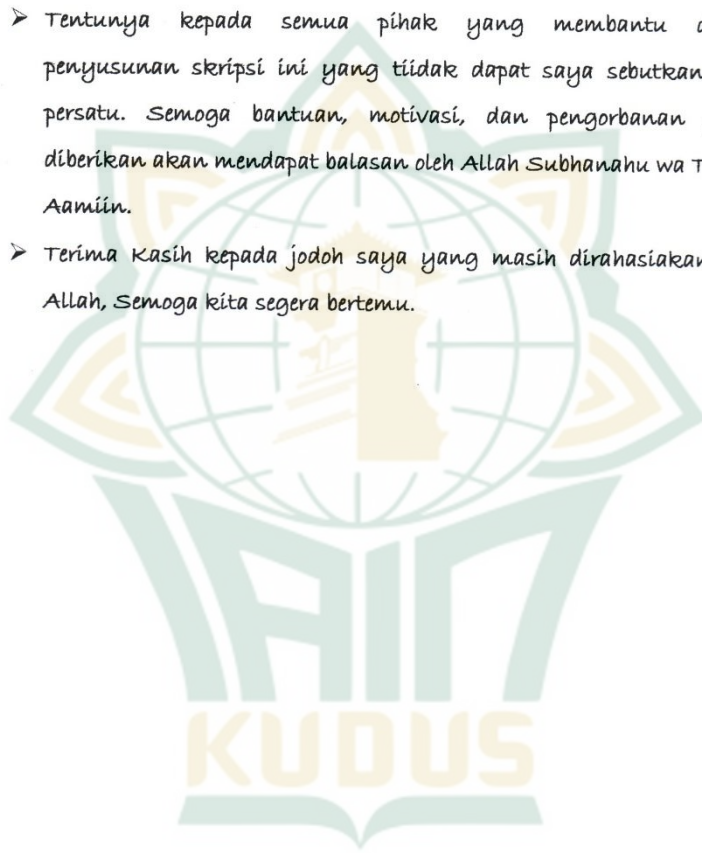 ➢ Tentunya kepada semua pihak yang membantu
penyusunan skripsi ini yang tiidak dapat saya sebutkan
persatu. Semoga bantuan, motivasi, dan pengorbanan
diberikan akan mendapat balasan oleh Allah Subhanahu wa
Aamiin.
➢ Terima Kasih kepada jodoh saya yang masih dirahasiakan
Allah, Semoga kita segera bertemu.
IAIN
KUDUS